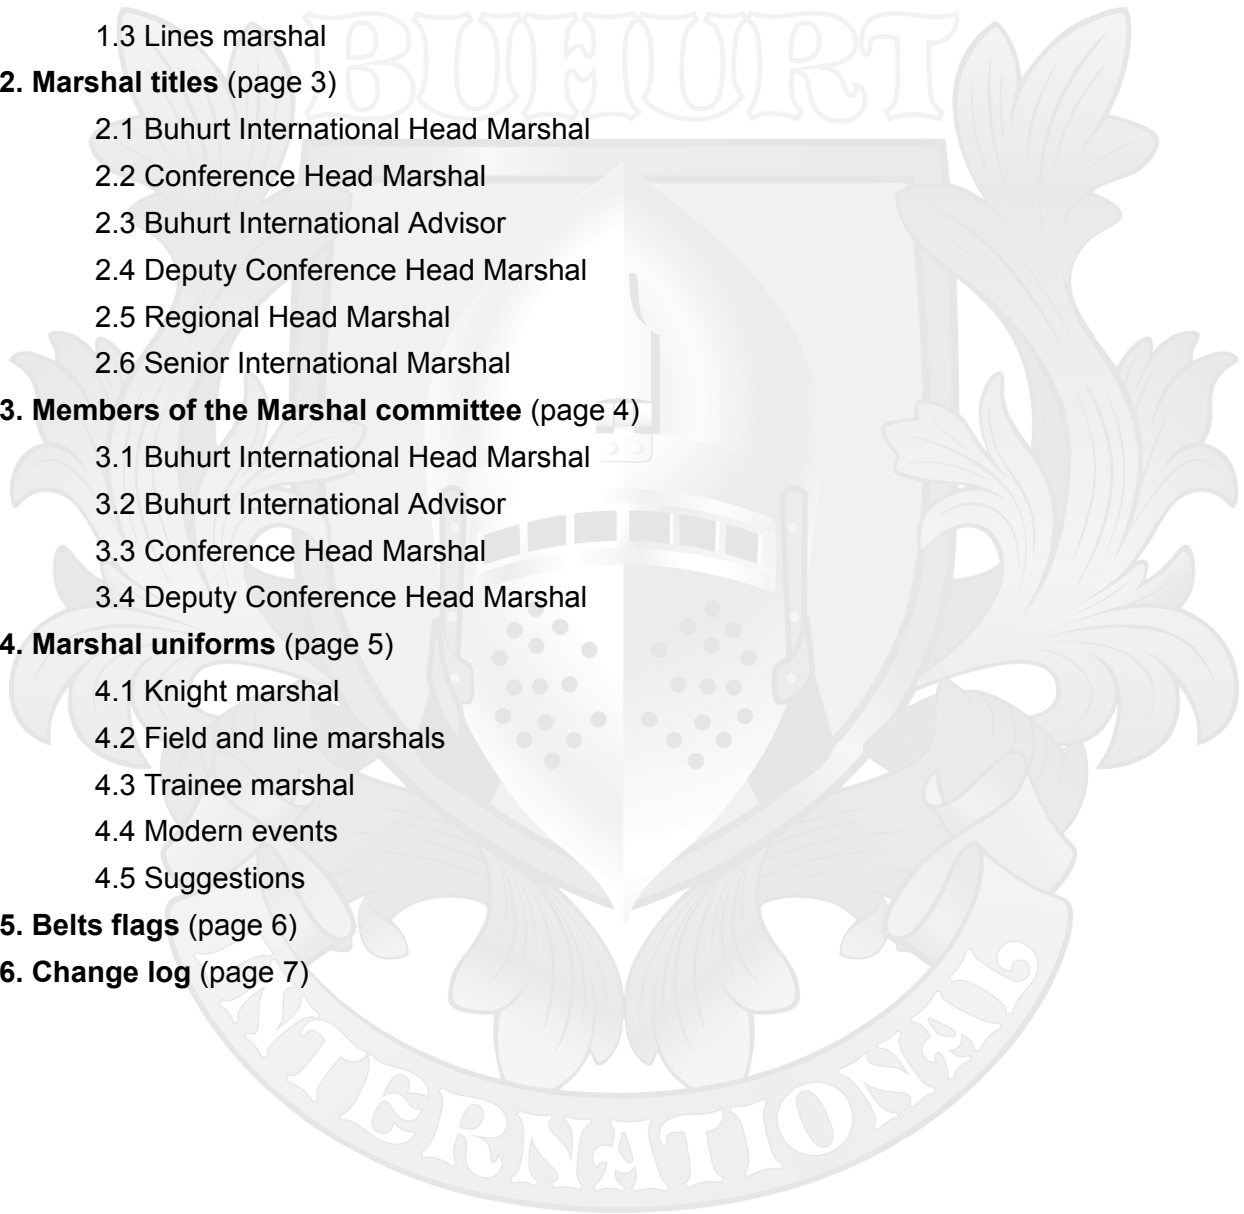 BUHURT
1.3 Lines marshal
2. Marshal titles (page 3)
2.1 Buhurt International Head Marshal
2.2 Conference Head Marshal
2.3 Buhurt International Advisor
2.4 Deputy Conference Head Marshal
2.5 Regional Head Marshal
2.6 Senior International Marshal
3. Members of the Marshal committee (page 4)
3.1 Buhurt International Head Marshal
3.2 Buhurt International Advisor
3.3 Conference Head Marshal
3.4 Deputy Conference Head Marshal
4. Marshal uniforms (page 5)
4.1 Knight marshal
4.2 Field and line marshals
4.3 Trainee marshal
4.4 Modern events
4.5 Suggestions
5. Belts flags (page 6)
6. Change log (page 7)
INTERNATIONAL